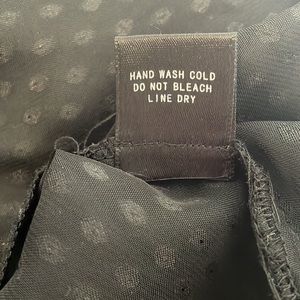 HAND WASH COLD
DO NOT BLEACH
LINE DRY